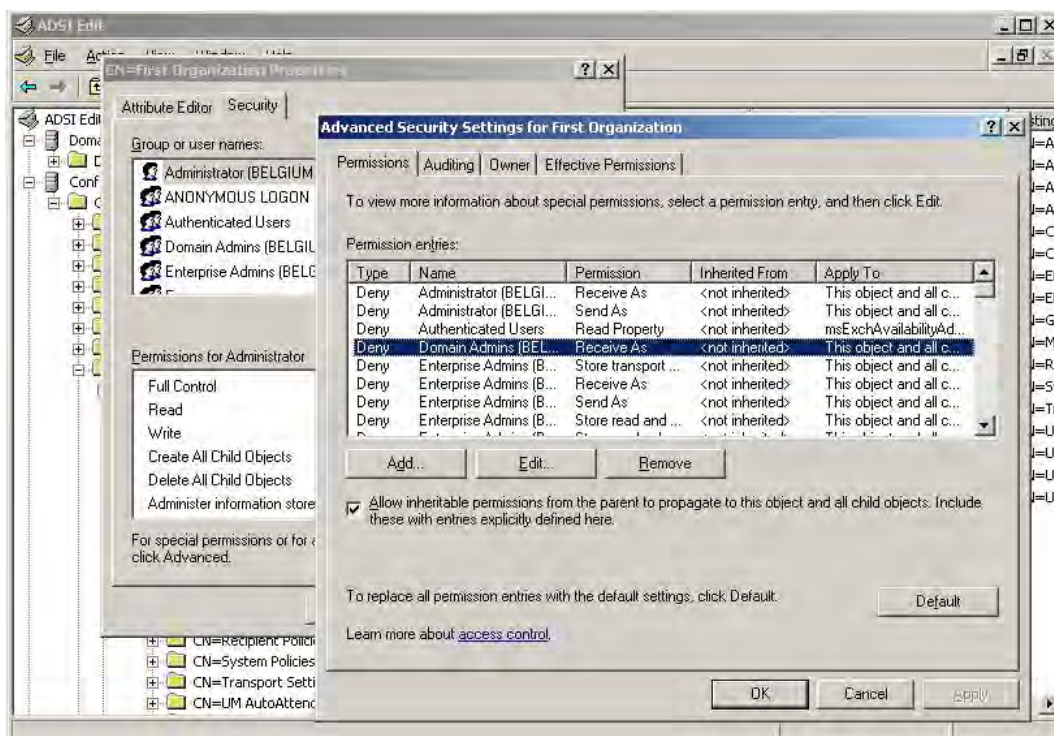 ADSI Edit
File
CN=First Organization Properties
Attribute Editor Security
ADSI Edit
Group or user names:
Administrator (BELGIUM
ANONYMOUS LOGON
Authenticated Users
Domain Admins (BELGIU
Enterprise Admins (BELG
Permissions for Administrator
Full Control
Read
Write
Create All Child Objects
Delete All Child Objects
Administer information store
For special permissions or for a
click Advanced.
CN=System Policies
CN=Transport Setti
CN=UM AutoAttend
Advanced Security Settings for First Organization
Permissions Auditing Owner Effective Permissions
To view more information about special permissions, select a permission entry, and then click Edit.
Permission entries:
Type Name Permission Inherited From Apply To
Deny Administrator (BELGI... Receive As <not inherited> This object and all c...
Deny Administrator (BELGI... Send As <not inherited> This object and all c...
Deny Authenticated Users Read Property <not inherited> msExchAvailabilityAd...
Deny Domain Admins (BEL... Receive As <not inherited> This object and all c...
Deny Enterprise Admins (B... Store transport ... <not inherited> This object and all c...
Deny Enterprise Admins (B... Receive As <not inherited> This object and all c...
Deny Enterprise Admins (B... Send As <not inherited> This object and all c...
Deny Enterprise Admins (B... Store read and ... <not inherited> This object and all c...
Add... Edit... Remove
Allow inheritable permissions from the parent to propagate to this object and all child objects. Include
these with entries explicitly defined here.
To replace all permission entries with the default settings, click Default.
Default
Learn more about access control.
OK Cancel Apply